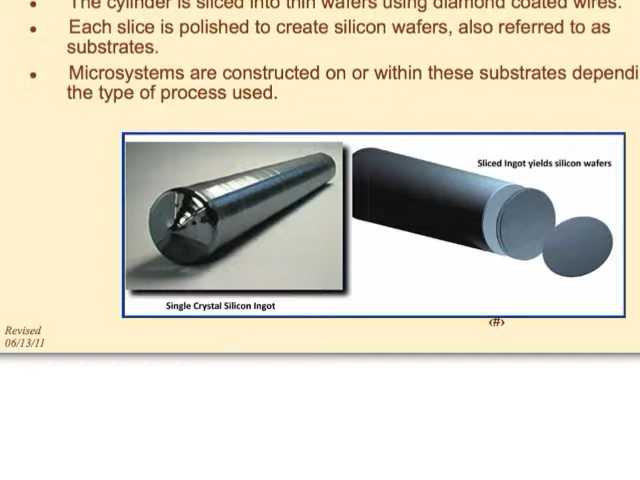 The cylinder is sliced into thin wafers using diamond coated wires.
Each slice is polished to create silicon wafers, also referred to as
substrates.
Microsystems are constructed on or within these substrates dependi
the type of process used.
Sliced Ingot yields silicon wafers
Single Crystal Silicon Ingot
‹#›
Revised
06/13/11